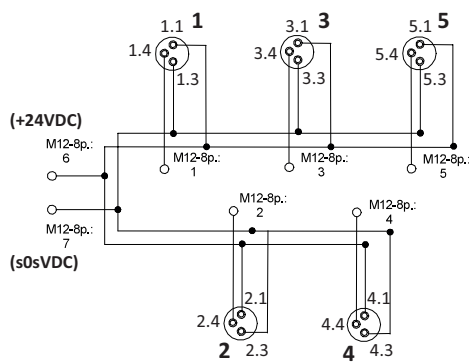 1.1 1 3.1 3 5.1 5
1.4 3.4 5.4
1.3 3.3 5.3
(+24VDC)
M12-8p.:
6
M12-8p.:
1
M12-8p.:
3
M12-8p.:
5
M12-8p.:
2
M12-8p.:
4
M12-8p.:
7
(s0sVDC)
2.1 4.1
2.4 4.4
2 2.3 4 4.3